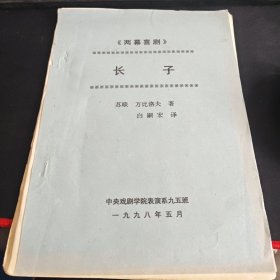 《两幕喜剧》
长 子
苏联 万比洛夫 著
白嗣宏 译
中央戏剧学院表演系九五班
一九九八年五月